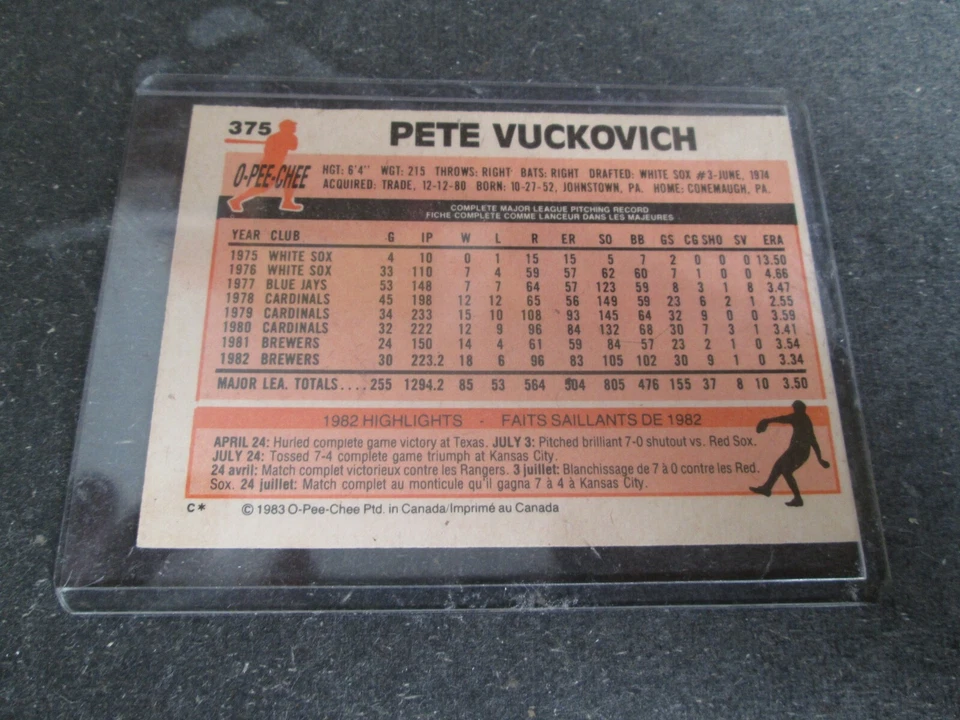 375 PETE VUCKOVICH
O-PEE-CHEE
HGT: 6'4" WGT: 215 THROWS: RIGHT BATS: RIGHT DRAFTED: WHITE SOX #3-JUNE, 1974
ACQUIRED: TRADE, 12-12-80 BORN: 10-27-52, JOHNSTOWN, PA. HOME: CONEMAUGH, PA.
COMPLETE MAJOR LEAGUE PITCHING RECORD
FICHE COMPLETE COMME LANCEUR DANS LES MAJEURES
YEAR CLUB G IP W L R ER SO BB GS CG SHO SV ERA
1975 WHITE SOX 4 10 0 1 15 15 5 7 2 0 0 0 13.50
1976 WHITE SOX 33 110 7 4 59 57 62 60 7 1 0 0 4.66
1977 BLUE JAYS 53 148 7 7 64 57 123 59 8 3 1 8 3.47
1978 CARDINALS 45 198 12 12 65 56 149 59 23 6 2 1 2.55
1979 CARDINALS 34 233 15 10 108 93 145 64 32 9 0 0 3.59
1980 CARDINALS 32 222 12 9 96 84 132 68 30 7 3 1 3.41
1981 BREWERS 24 150 14 4 61 59 84 57 23 2 1 0 3.54
1982 BREWERS 30 223.2 18 6 96 83 105 102 30 9 1 0 3.34
MAJOR LEA. TOTALS.... 255 1294.2 85 53 564 504 805 476 155 37 8 10 3.50
1982 HIGHLIGHTS · FAITS SAILLANTS DE 1982
APRIL 24: Hurled complete game victory at Texas. JULY 3: Pitched brilliant 7-0 shutout vs. Red Sox.
JULY 24: Tossed 7-4 complete game triumph at Kansas City.
24 avril: Match complet victorieux contre les Rangers. 3 juillet: Blanchissage de 7 à 0 contre les Red.
Sox. 24 juillet: Match complet au monticule qu'il gagna 7 à 4 à Kansas City.
C* © 1983 O-Pee-Chee Ptd. in Canada/Imprimé au Canada